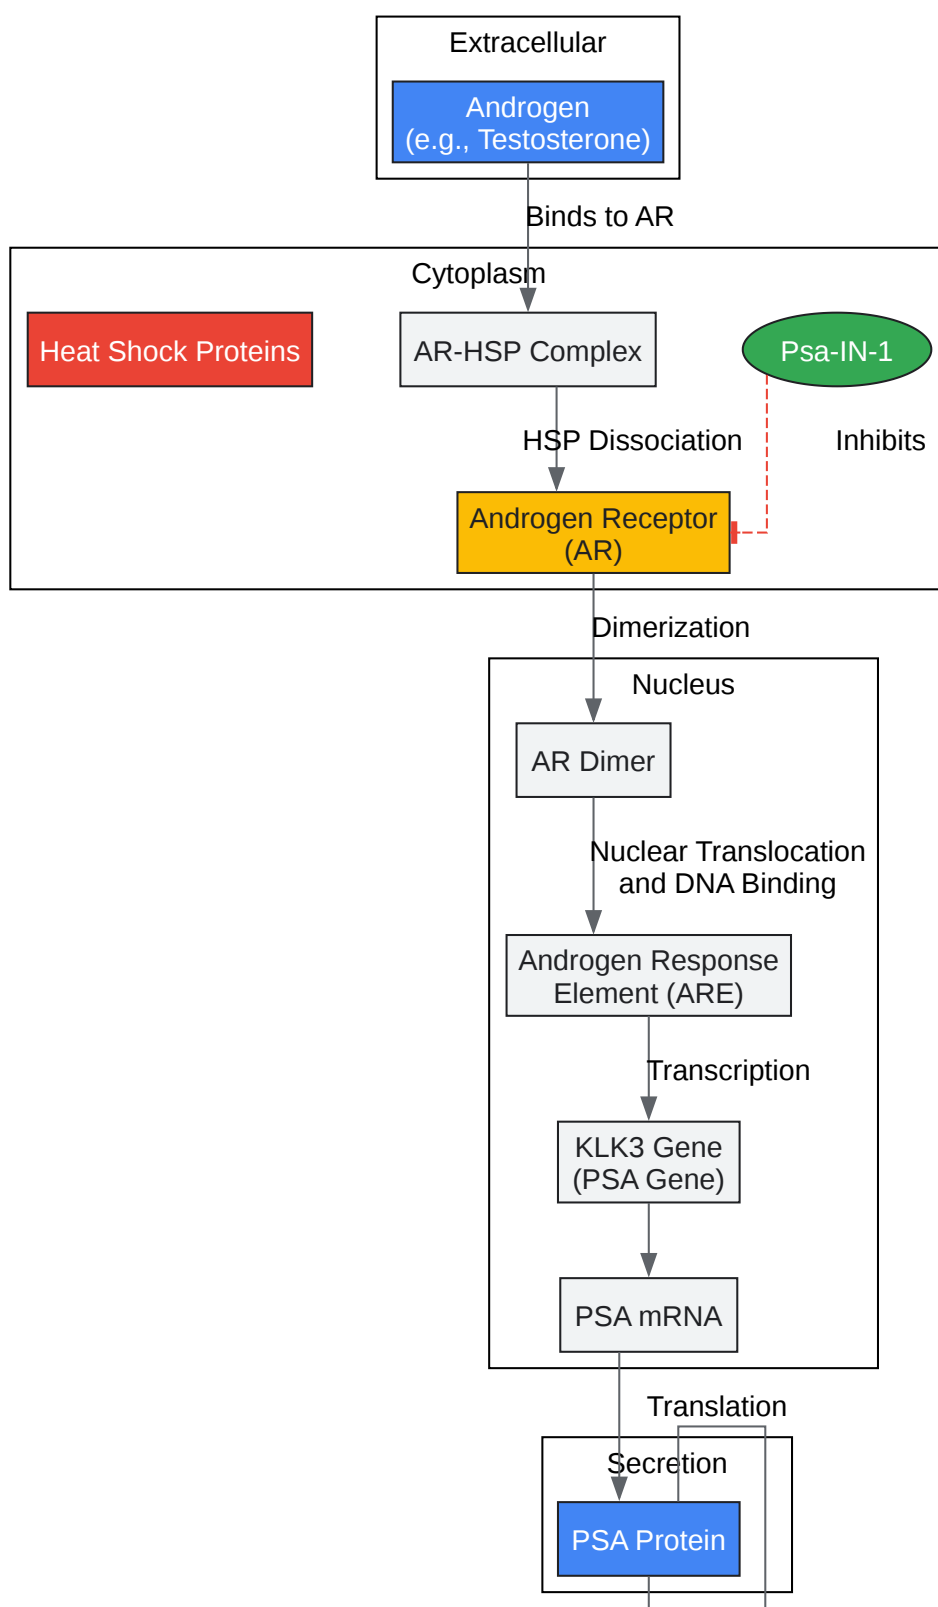 Extracellular
Androgen
(e.g., Testosterone)
Binds to AR
Cytoplasm
Heat Shock Proteins
AR-HSP Complex
Psa-IN-1
HSP Dissociation
Inhibits
Androgen Receptor
(AR)
Dimerization
Nucleus
AR Dimer
Nuclear Translocation
and DNA Binding
Androgen Response
Element (ARE)
Transcription
KLK3 Gene
(PSA Gene)
PSA mRNA
Translation
Secretion
PSA Protein